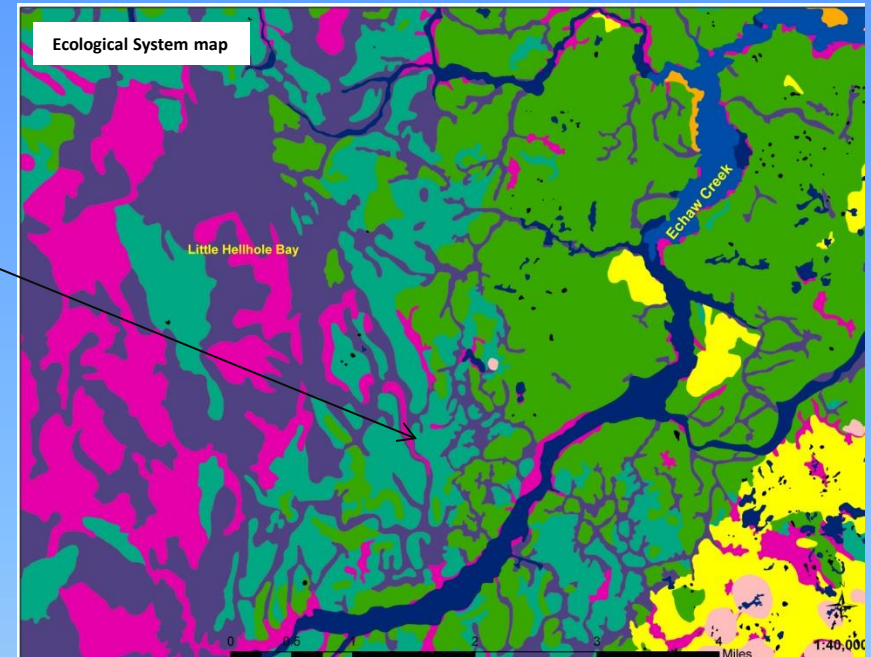 Ecological System map
Echaw Creek
Little Hellhole Bay
N
0 0.5 1 2 3 4
Miles
1:40,000